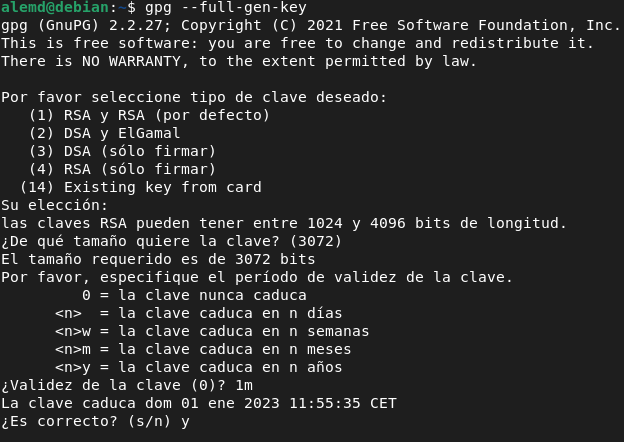 alemd@debian:~$ gpg --full-gen-key
gpg (GnuPG) 2.2.27; Copyright (C) 2021 Free Software Foundation, Inc.
This is free software: you are free to change and redistribute it.
There is NO WARRANTY, to the extent permitted by law.

Por favor seleccione tipo de clave deseado:
   (1) RSA y RSA (por defecto)
   (2) DSA y ElGamal
   (3) DSA (sólo firmar)
   (4) RSA (sólo firmar)
  (14) Existing key from card
Su elección:
las claves RSA pueden tener entre 1024 y 4096 bits de longitud.
¿De qué tamaño quiere la clave? (3072)
El tamaño requerido es de 3072 bits
Por favor, especifique el período de validez de la clave.
         0 = la clave nunca caduca
      <n>  = la clave caduca en n días
      <n>w = la clave caduca en n semanas
      <n>m = la clave caduca en n meses
      <n>y = la clave caduca en n años
¿Validez de la clave (0)? 1m
La clave caduca dom 01 ene 2023 11:55:35 CET
¿Es correcto? (s/n) y